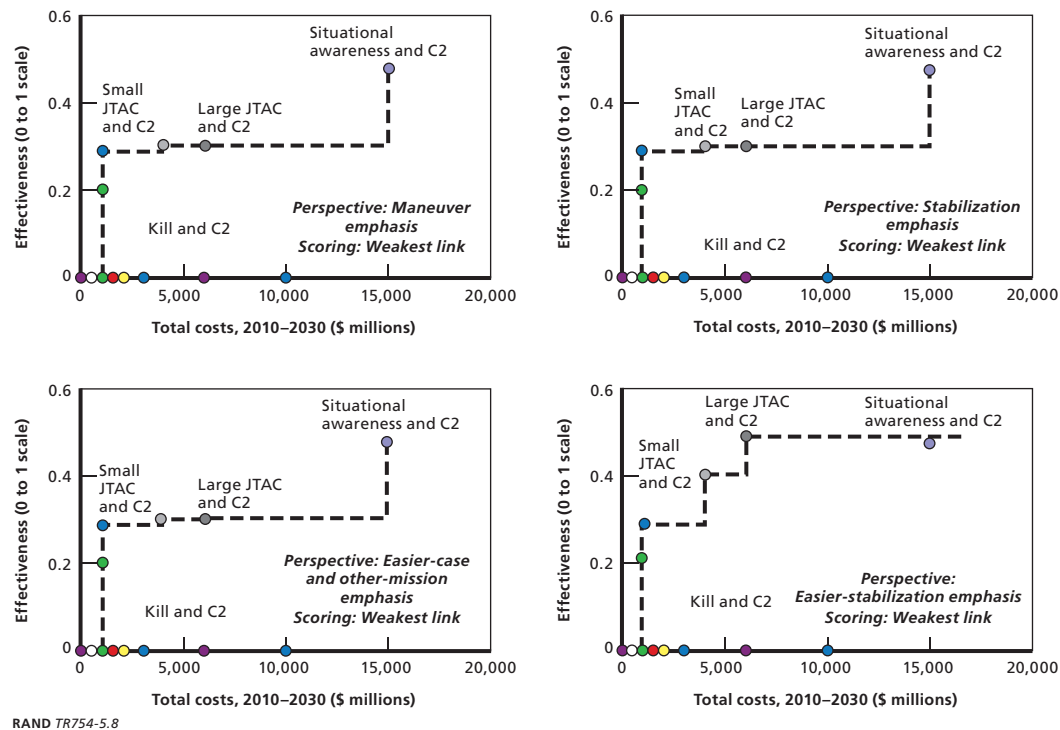 0.6
Situational
awareness and C2
Small
JTAC
and C2
Large JTAC
and C2
0.4
0.2
0
Kill and C2
Perspective: Maneuver
emphasis
Scoring: Weakest link
Effectiveness (0 to 1 scale)
0
5,000
10,000
15,000
20,000
Total costs, 2010–2030 ($ millions)
0.6
Situational
awareness and C2
Small
JTAC
and C2
Large JTAC
and C2
0.4
0.2
0
Kill and C2
Perspective: Stabilization
emphasis
Scoring: Weakest link
Effectiveness (0 to 1 scale)
0
5,000
10,000
15,000
20,000
Total costs, 2010–2030 ($ millions)
0.6
Situational
awareness and C2
Small
JTAC
and C2
Large JTAC
and C2
0.4
0.2
0
Kill and C2
Perspective: Easier-case
and other-mission
emphasis
Scoring: Weakest link
Effectiveness (0 to 1 scale)
0
5,000
10,000
15,000
20,000
Total costs, 2010–2030 ($ millions)
0.6
Large JTAC
and C2
Situational
awareness and C2
Small
JTAC
and C2
0.4
0.2
0
Kill and C2
Perspective:
Easier-stabilization emphasis
Scoring: Weakest link
Effectiveness (0 to 1 scale)
0
5,000
10,000
15,000
20,000
Total costs, 2010–2030 ($ millions)
RAND TR754-5.8